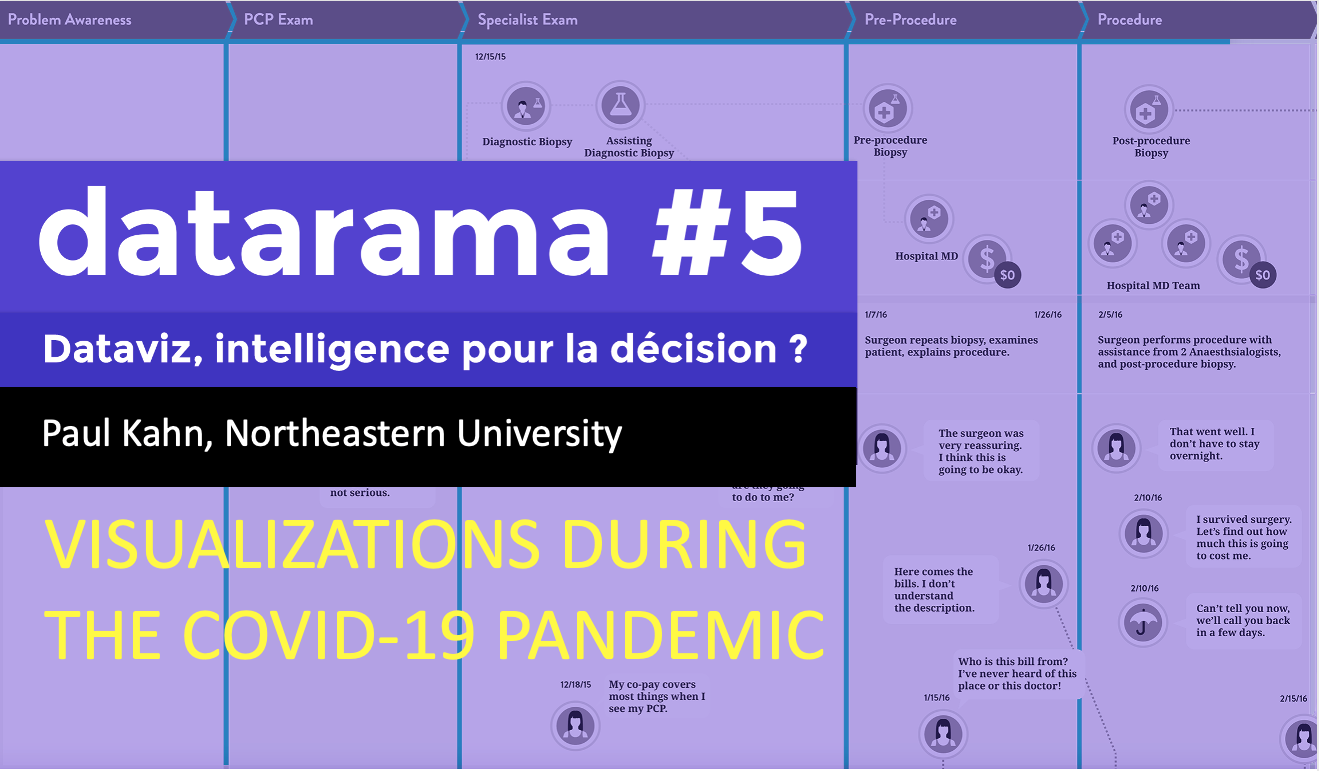 Problem Awareness
PCP Exam
Specialist Exam
Pre-Procedure
Procedure
12/15/15
Diagnostic Biopsy
Assisting
Diagnostic Biopsy
Pre-procedure
Biopsy
Post-procedure
Biopsy
datarama #5
Dataviz, intelligence pour la décision ?
Paul Kahn, Northeastern University
VISUALIZATIONS DURING
THE COVID-19 PANDEMIC
Hospital MD
$
$0
Hospital MD Team
$
$0
1/7/16
1/26/16
Surgeon repeats biopsy, examines
patient, explains procedure.
2/5/16
Surgeon performs procedure with
assistance from 2 Anaesthsialogists,
and post-procedure biopsy.
The surgeon was
very reassuring.
I think this is
going to be okay.
That went well. I
don't have to stay
overnight.
not serious.
are they going
to do to me?
2/10/16
I survived surgery.
Let's find out how
much this is going
to cost me.
1/26/16
Here comes the
bills. I don't
understand
the description.
2/10/16
Can't tell you now,
we'll call you back
in a few days.
Who is this bill from?
I've never heard of this
place or this doctor!
12/18/15
My co-pay covers
most things when I
see my PCP.
1/15/16
2/15/16